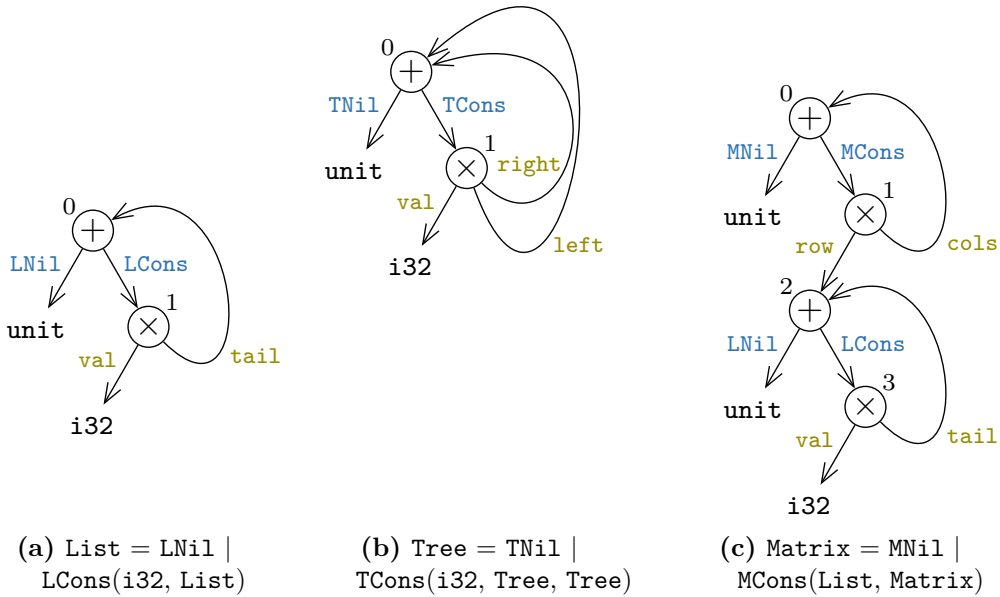 0
+
LNil
LCons
unit
1
×
val
tail
i32
(a) List = LNil |
LCons(i32, List)
0
+
TNil
TCons
unit
1
×
right
val
left
i32
(b) Tree = TNil |
TCons(i32, Tree, Tree)
0
+
MNil
MCons
unit
1
×
row
cols
2
+
LNil
LCons
unit
3
×
val
tail
i32
(c) Matrix = MNil |
MCons(List, Matrix)